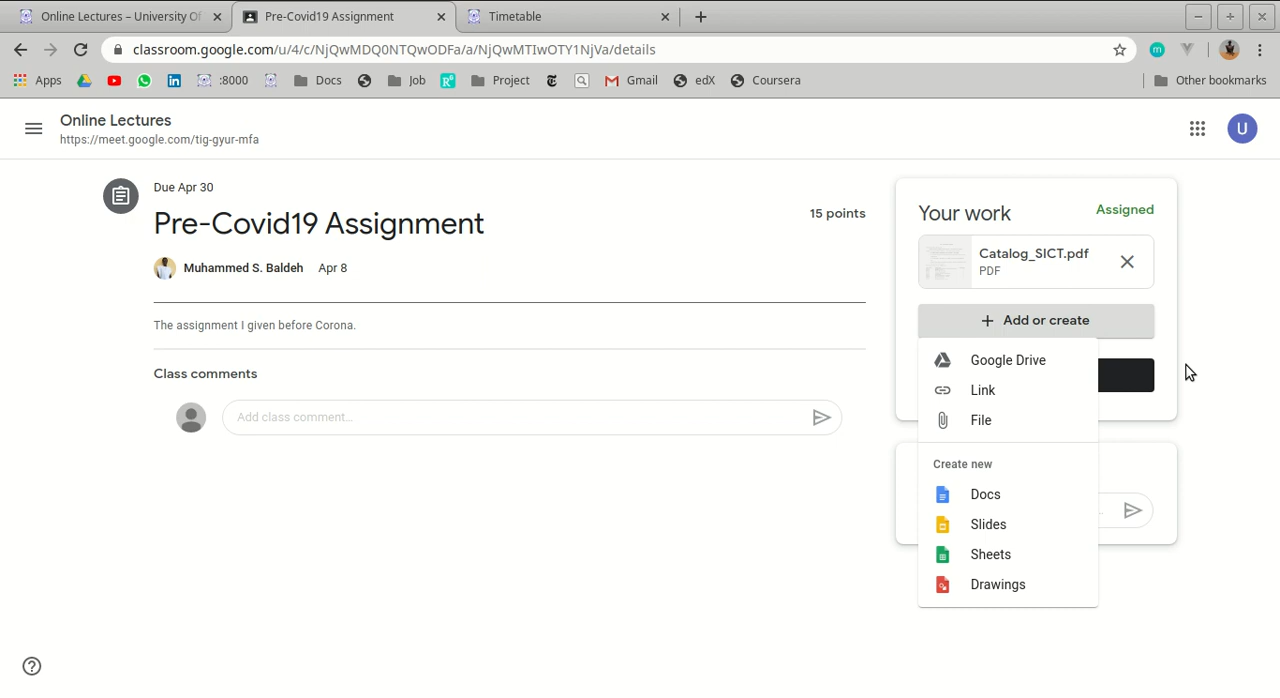 Online Lectures – University Of
Pre-Covid19 Assignment
Timetable
classroom.google.com/u/4/c/NjQwMDQ0NTQwODFa/a/NjQwMTIwOTY1NjVa/details
Apps
:8000
Docs
Job
Project
Gmail
edX
Coursera
Other bookmarks
Online Lectures
https://meet.google.com/tig-gyur-mfa
U
Due Apr 30
Pre-Covid19 Assignment
15 points
Muhammed S. Baldeh Apr 8
The assignment I given before Corona.
Class comments
Add class comment...
Your work
Assigned
Catalog_SICT.pdf
PDF
+ Add or create
Google Drive
Link
File
Create new
Docs
Slides
Sheets
Drawings